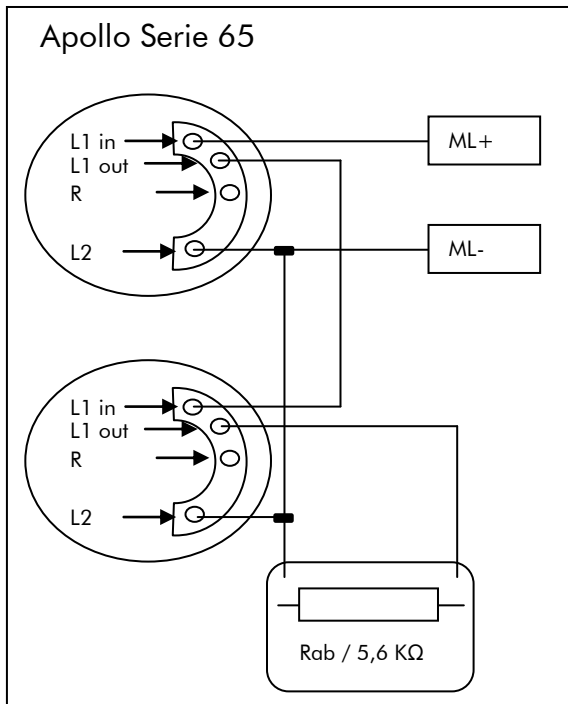 Apollo Serie 65
L1 in
L1 out
R
L2
ML+
ML-
L1 in
L1 out
R
L2
Rab / 5,6 KΩ